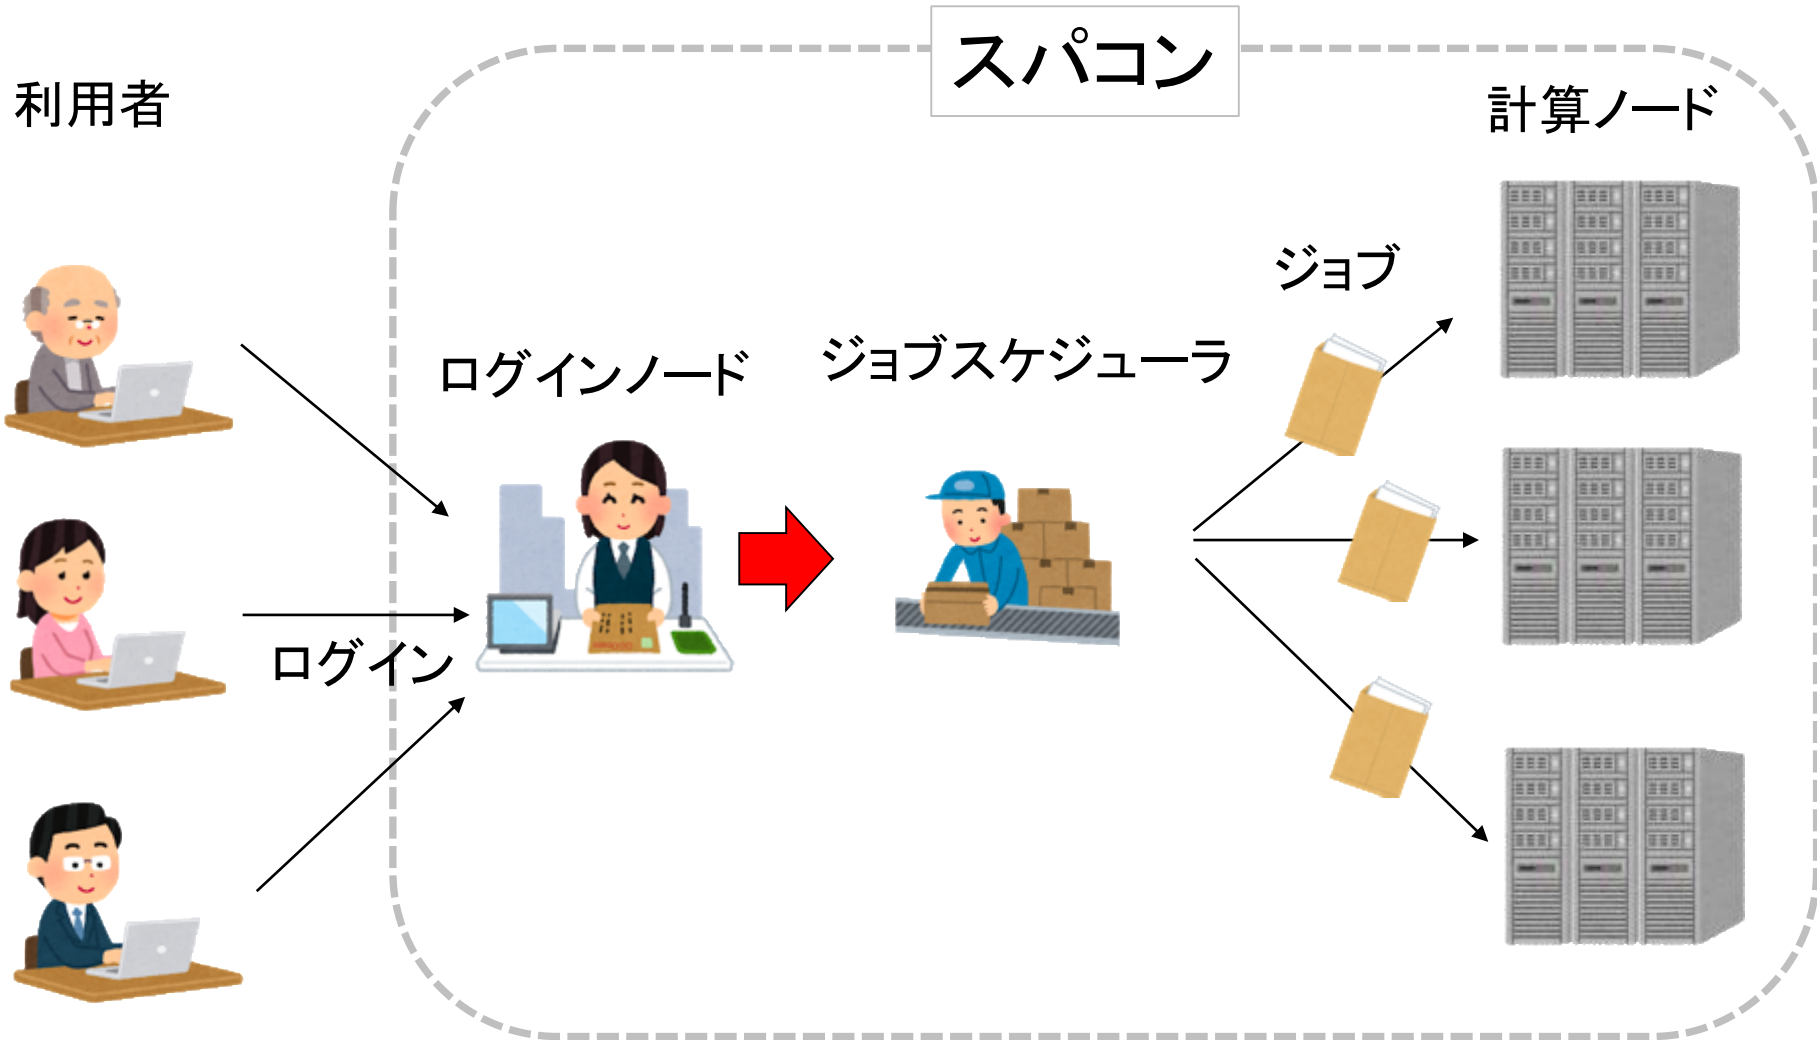 スパコン
利用者
計算ノード
ジョブ
ログインノード
ジョブスケジューラ
ログイン